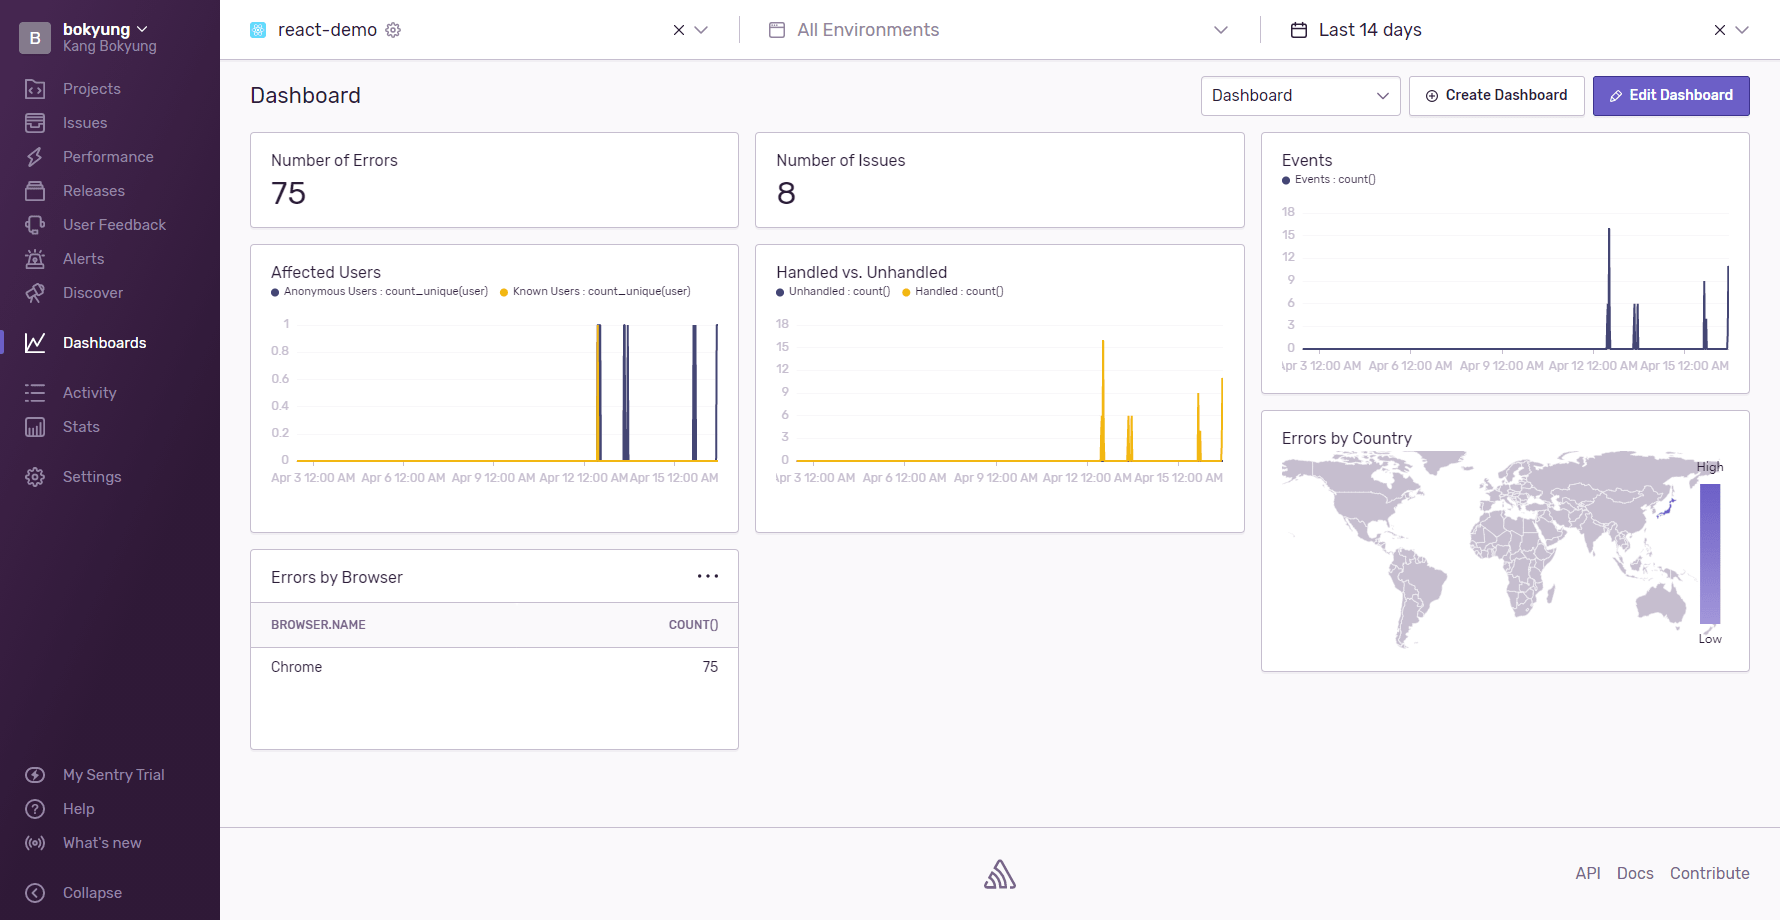 B
bokyung
Kang Bokyung
Projects
Issues
Performance
Releases
User Feedback
Alerts
Discover
Dashboards
Activity
Stats
Settings
My Sentry Trial
Help
What's new
Collapse
react-demo
All Environments
Last 14 days
Dashboard
Dashboard
Create Dashboard
Edit Dashboard
Number of Errors
75
Number of Issues
8
Events
Events : count()
18
15
12
9
6
3
0
Apr 3 12:00 AM Apr 6 12:00 AM Apr 9 12:00 AM Apr 12 12:00 AM Apr 15 12:00 AM
Affected Users
Anonymous Users : count_unique(user) Known Users : count_unique(user)
1
0.8
0.6
0.4
0.2
0
Apr 3 12:00 AM Apr 6 12:00 AM Apr 9 12:00 AM Apr 12 12:00 AM Apr 15 12:00 AM
Handled vs. Unhandled
Unhandled : count() Handled : count()
18
15
12
9
6
3
0
Apr 3 12:00 AM Apr 6 12:00 AM Apr 9 12:00 AM Apr 12 12:00 AM Apr 15 12:00 AM
Errors by Country
High
Low
Errors by Browser
BROWSER.NAME COUNT()
Chrome 75
API Docs Contribute